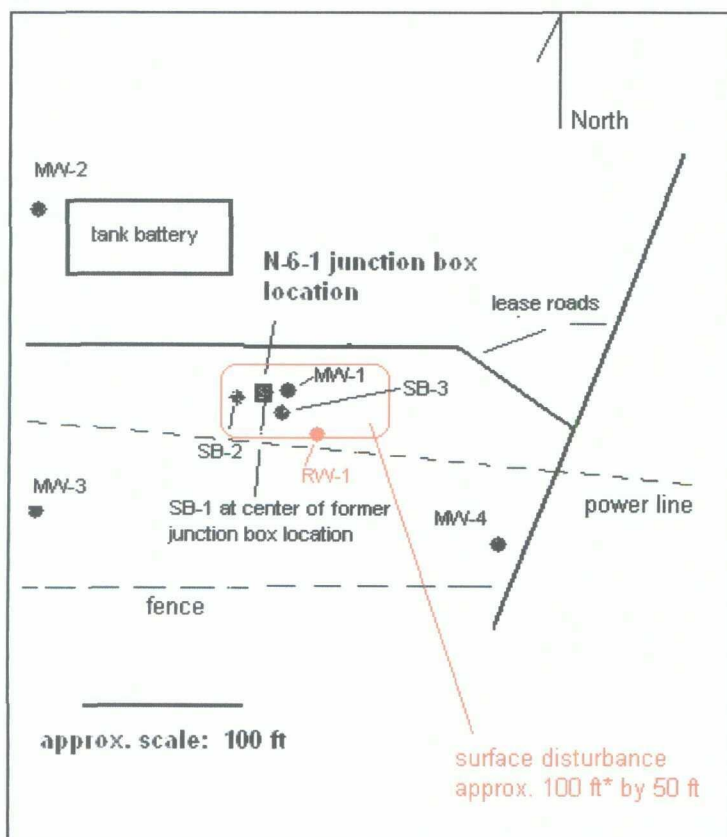 North
MW-2
tank battery
N-6-1 junction box
location
lease roads
MW-1
SB-3
SB-2
RW-1
MW-3
SB-1 at center of former
junction box location
MW-4
power line
fence
approx. scale: 100 ft
surface disturbance
approx. 100 ft* by 50 ft